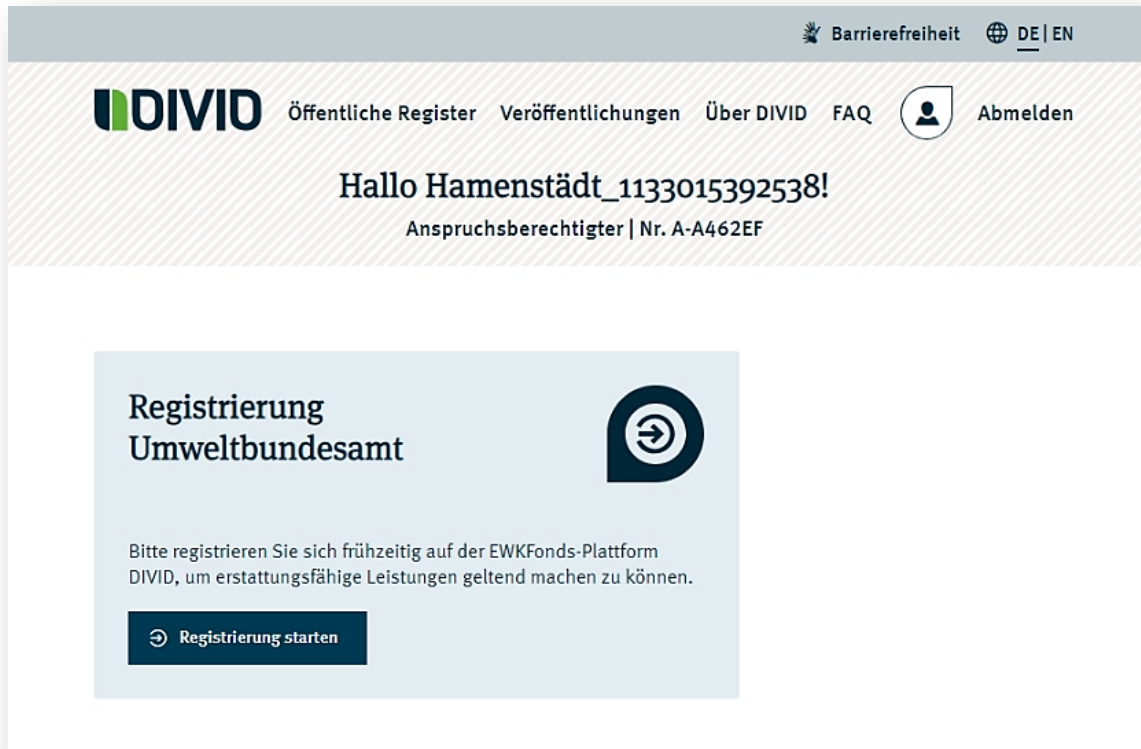 Barrierefreiheit DE | EN
DIVID Öffentliche Register Veröffentlichungen Über DIVID FAQ Abmelden
Hallo Hamenstädt_1133015392538!
Anspruchsberechtigter | Nr. A-A462EF
Registrierung
Umweltbundesamt
Bitte registrieren Sie sich frühzeitig auf der EWKFonds-Plattform
DIVID, um erstattungsfähige Leistungen geltend machen zu können.
Registrierung starten